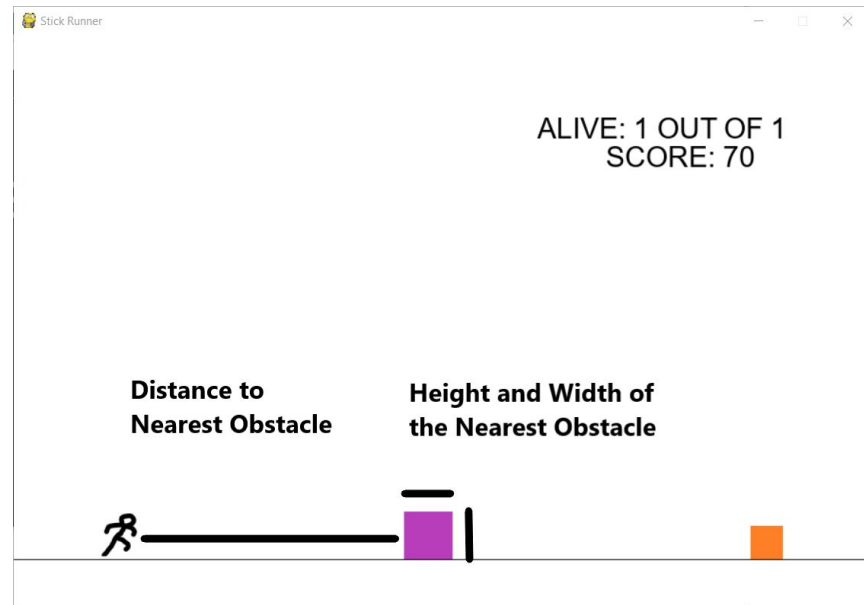 Stick Runner
ALIVE: 1 OUT OF 1
SCORE: 70
Distance to
Nearest Obstacle
Height and Width of
the Nearest Obstacle